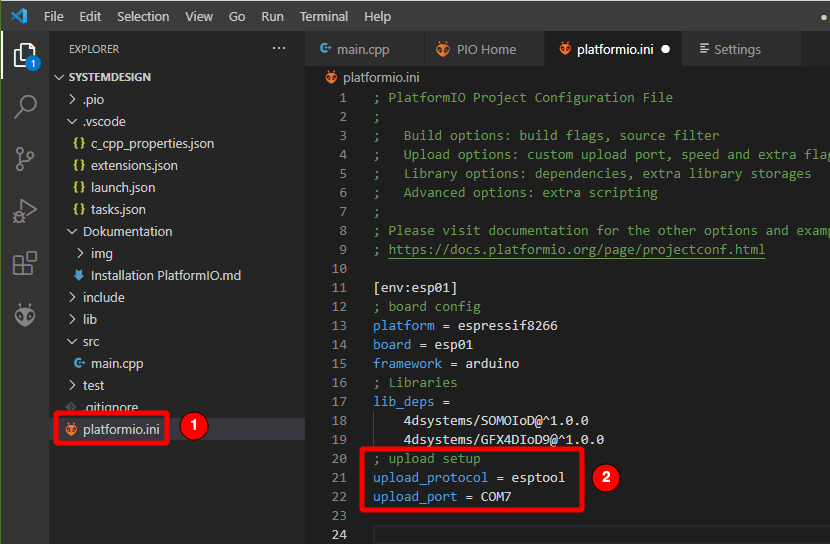 File Edit Selection View Go Run Terminal Help
EXPLORER ...
main.cpp PIO Home platformio.ini Settings
1
SYSTEMDESIGN
.pio
.vscode
{} c_cpp_properties.json
{} extensions.json
{} launch.json
{} tasks.json
Dokumentation
img
Installation PlatformIO.md
include
lib
src
main.cpp
test
.gitignore
platformio.ini
1
platformio.ini
1 ; PlatformIO Project Configuration File
2 ;
3 ;   Build options: build flags, source filter
4 ;   Upload options: custom upload port, speed and extra flag
5 ;   Library options: dependencies, extra library storages
6 ;   Advanced options: extra scripting
7 ;
8 ; Please visit documentation for the other options and examp
9 ; https://docs.platformio.org/page/projectconf.html
10
11 [env:esp01]
12 ; board config
13 platform = espressif8266
14 board = esp01
15 framework = arduino
16 ; Libraries
17 lib_deps =
18     4dsystems/SOMOIoD@^1.0.0
19     4dsystems/GFX4DIoD9@^1.0.0
20 ; upload setup
21 upload_protocol = esptool
22 upload_port = COM7
23
24
2